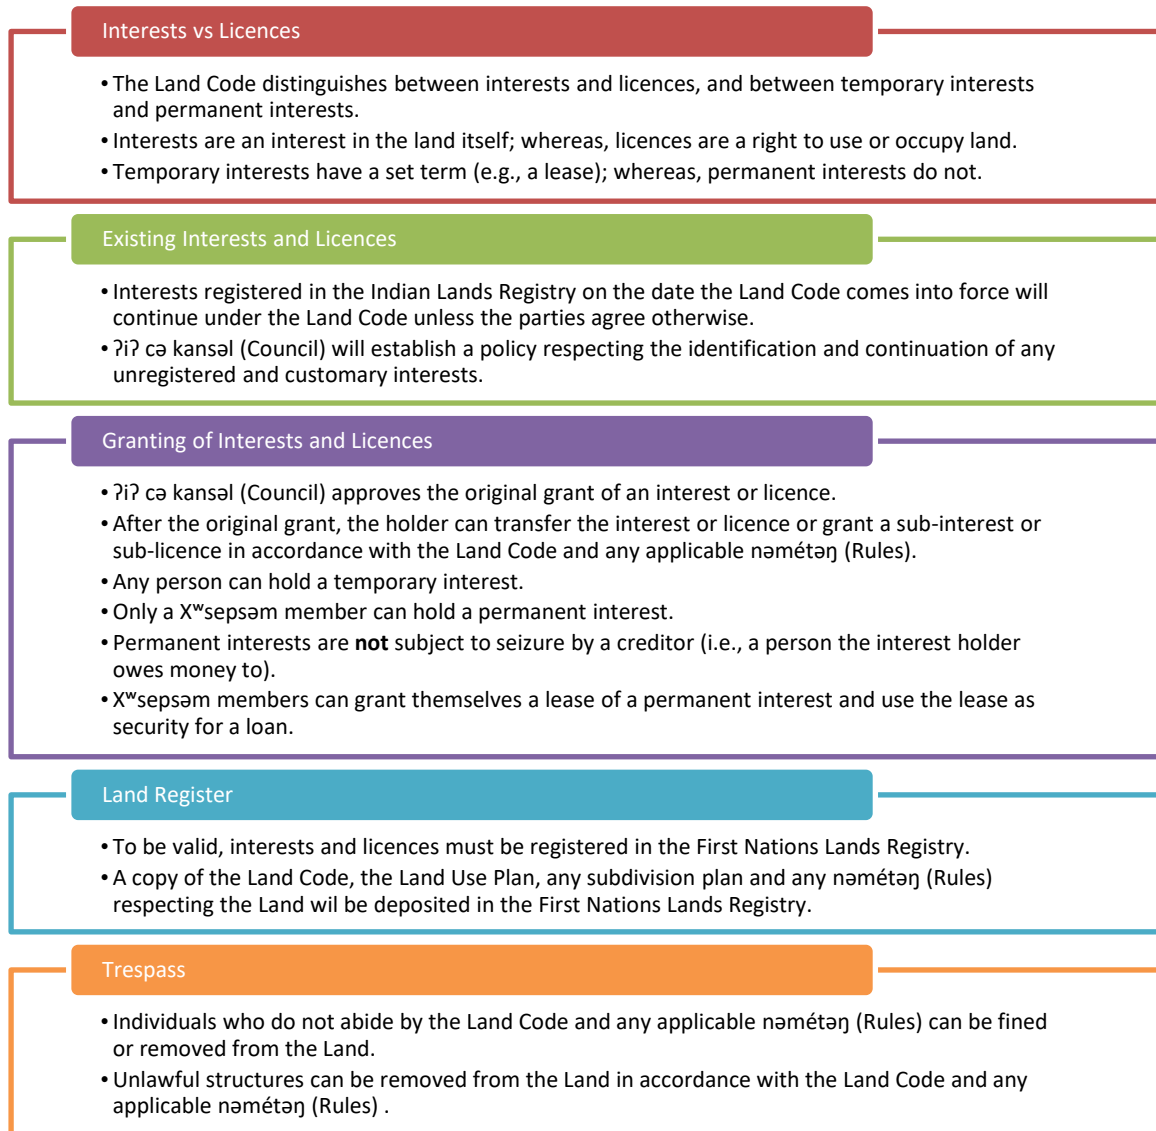 Interests vs Licences
• The Land Code distinguishes between interests and licences, and between temporary interests
and permanent interests.
• Interests are an interest in the land itself; whereas, licences are a right to use or occupy land.
• Temporary interests have a set term (e.g., a lease); whereas, permanent interests do not.
Existing Interests and Licences
• Interests registered in the Indian Lands Registry on the date the Land Code comes into force will
continue under the Land Code unless the parties agree otherwise.
• ʔiʔ cə kansəl (Council) will establish a policy respecting the identification and continuation of any
unregistered and customary interests.
Granting of Interests and Licences
• ʔiʔ cə kansəl (Council) approves the original grant of an interest or licence.
• After the original grant, the holder can transfer the interest or licence or grant a sub-interest or
sub-licence in accordance with the Land Code and any applicable nəmétəŋ (Rules).
• Any person can hold a temporary interest.
• Only a Xʷsepsəm member can hold a permanent interest.
• Permanent interests are not subject to seizure by a creditor (i.e., a person the interest holder
owes money to).
• Xʷsepsəm members can grant themselves a lease of a permanent interest and use the lease as
security for a loan.
Land Register
• To be valid, interests and licences must be registered in the First Nations Lands Registry.
• A copy of the Land Code, the Land Use Plan, any subdivision plan and any nəmétəŋ (Rules)
respecting the Land wil be deposited in the First Nations Lands Registry.
Trespass
• Individuals who do not abide by the Land Code and any applicable nəmétəŋ (Rules) can be fined
or removed from the Land.
• Unlawful structures can be removed from the Land in accordance with the Land Code and any
applicable nəmétəŋ (Rules) .